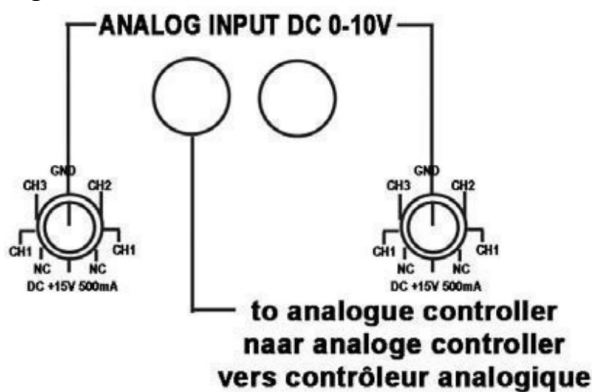 ANALOG INPUT DC 0-10V
GND
CH3 CH2
CH1 CH1
NC NC
DC +15V 500mA
GND
CH3 CH2
CH1 CH1
NC NC
DC +15V 500mA
to analogue controller
naar analoge controller
vers contrôleur analogique